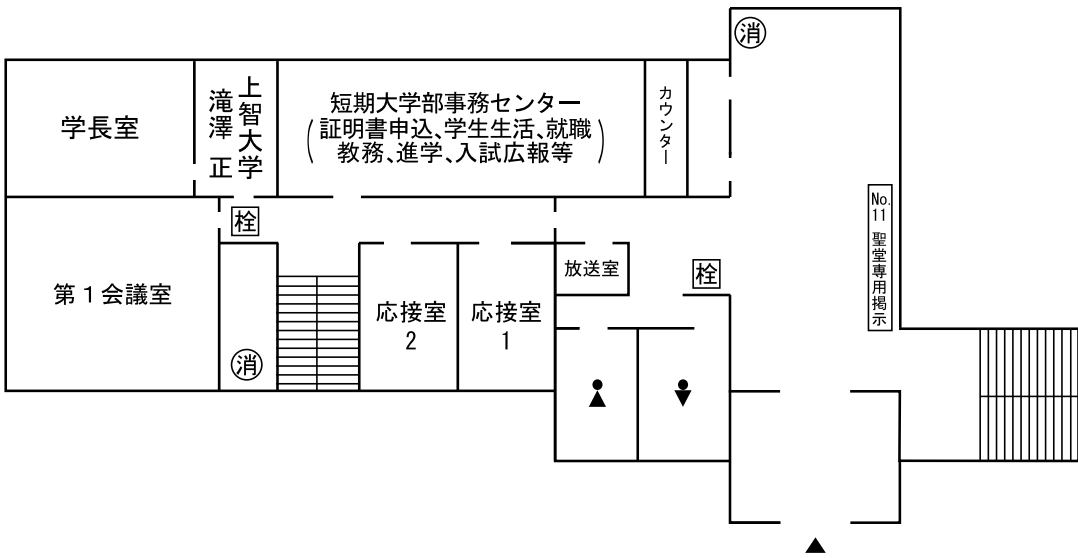 消
学長室
上智大学
滝澤 正
短期大学部事務センター
(証明書申込、学生生活、就職
教務、進学、入試広報等)
カウンター
栓
No.11 聖堂専用掲示
第1会議室
放送室
栓
応接室
2
応接室
1
消